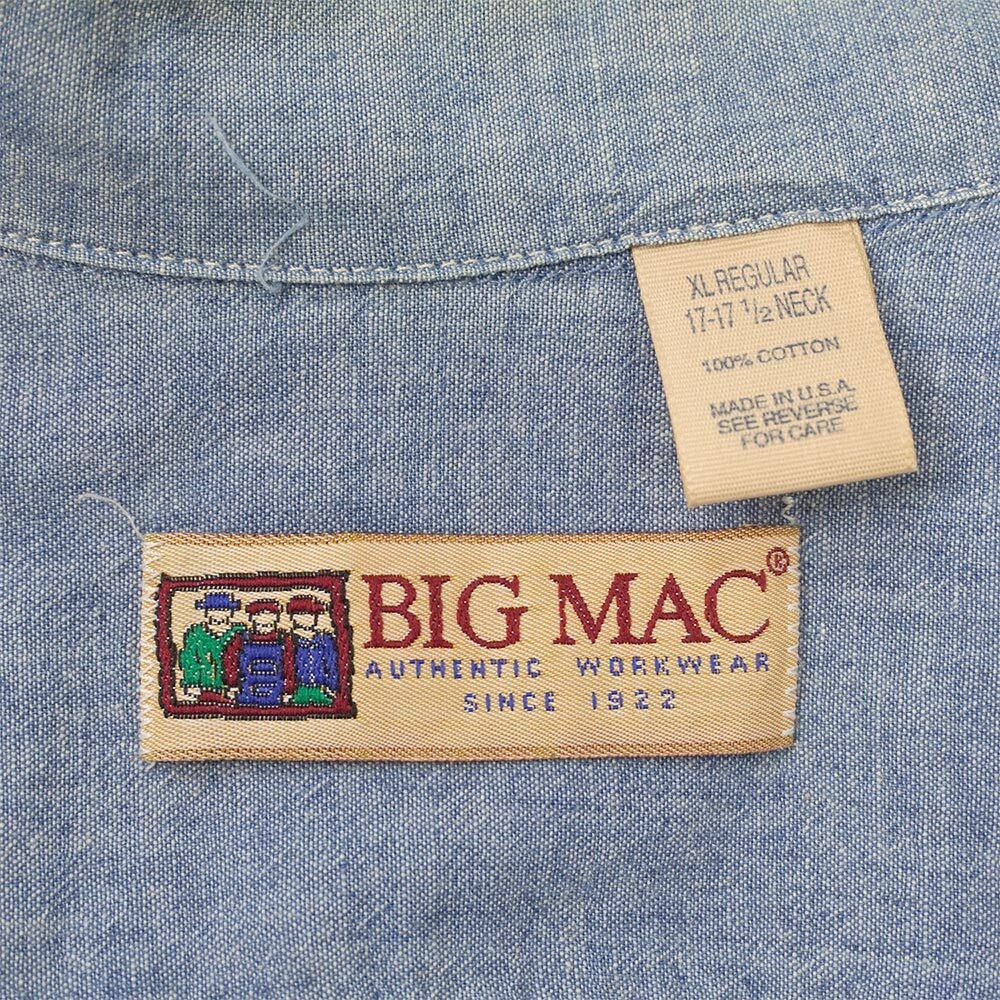 XL REGULAR
17-17 1/2 NECK
100% COTTON
MADE IN U.S.A.
SEE REVERSE
FOR CARE
BIG MAC®
AUTHENTIC WORKWEAR
SINCE 1922